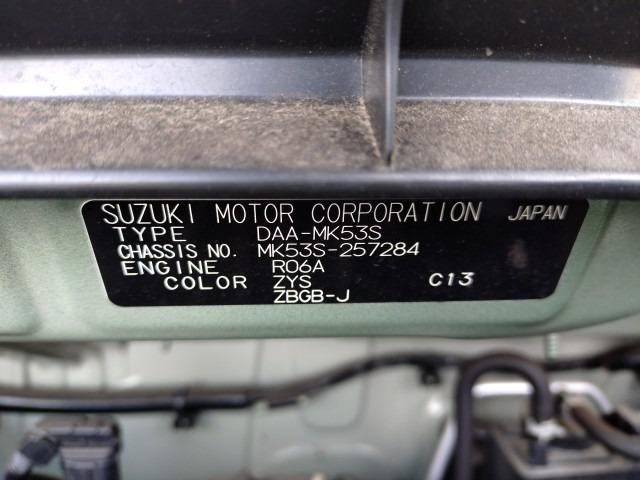 SUZUKI MOTOR CORPORATION JAPAN
TYPE DAA-MK53S
CHASSIS NO. MK53S-257284
ENGINE R06A
COLOR ZYS C13
ZBGB-J